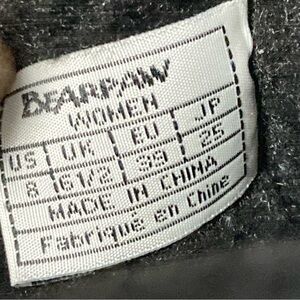 BEARPAW
WOMEN
US UK EU JP
8 6 1/2 39 25
MADE IN CHINA
Fabriqué en Chine